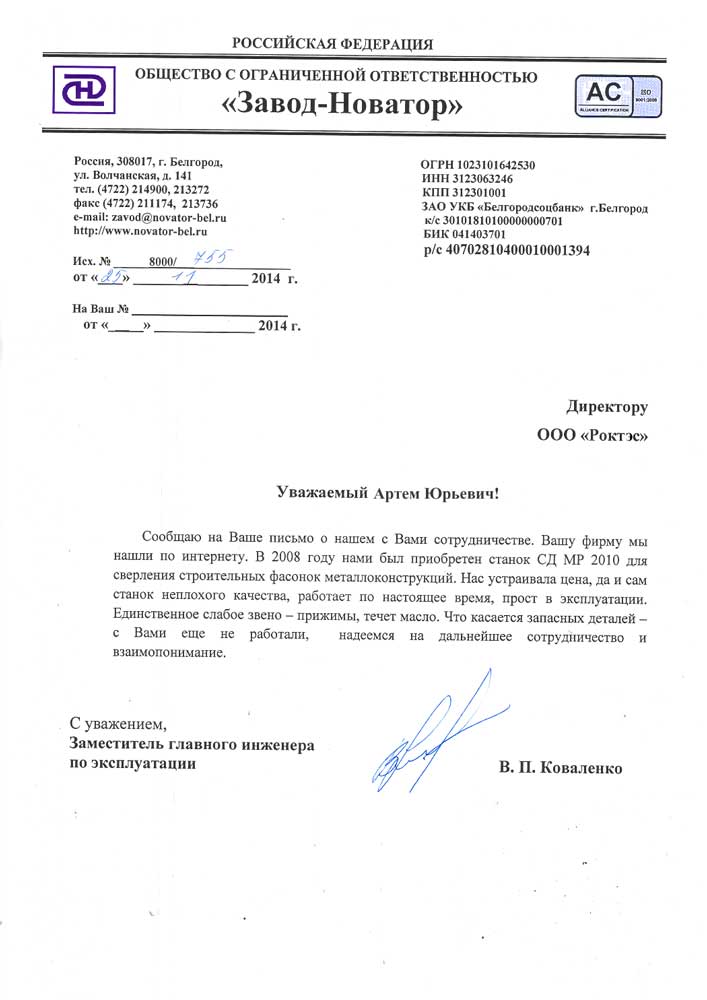 РОССИЙСКАЯ ФЕДЕРАЦИЯ
ОБЩЕСТВО С ОГРАНИЧЕННОЙ ОТВЕТСТВЕННОСТЬЮ
«Завод-Новатор»
AC
ALLIANCE CERTIFICATION
ISO
9001:2008
Россия, 308017, г. Белгород,
ул. Волчанская, д. 141
тел. (4722) 214900, 213272
факс (4722) 211174, 213736
e-mail: zavod@novator-bel.ru
http://www.novator-bel.ru
Исх. № 8000/ 755
от «25» 11 2014 г.
На Ваш №
от «_____» 2014 г.
ОГРН 1023101642530
ИНН 3123063246
КПП 312301001
ЗАО УКБ «Белгородсоцбанк» г.Белгород
к/с 30101810100000000701
БИК 041403701
р/с 40702810400010001394
Директору
ООО «Роктэс»
Уважаемый Артем Юрьевич!
Сообщаю на Ваше письмо о нашем с Вами сотрудничестве. Вашу фирму мы
нашли по интернету. В 2008 году нами был приобретен станок СД МР 2010 для
сверления строительных фасонок металлоконструкций. Нас устраивала цена, да и сам
станок неплохого качества, работает по настоящее время, прост в эксплуатации.
Единственное слабое звено – прижимы, течет масло. Что касается запасных деталей –
с Вами еще не работали, надеемся на дальнейшее сотрудничество и
взаимопонимание.
С уважением,
Заместитель главного инженера
по эксплуатации
В. П. Коваленко